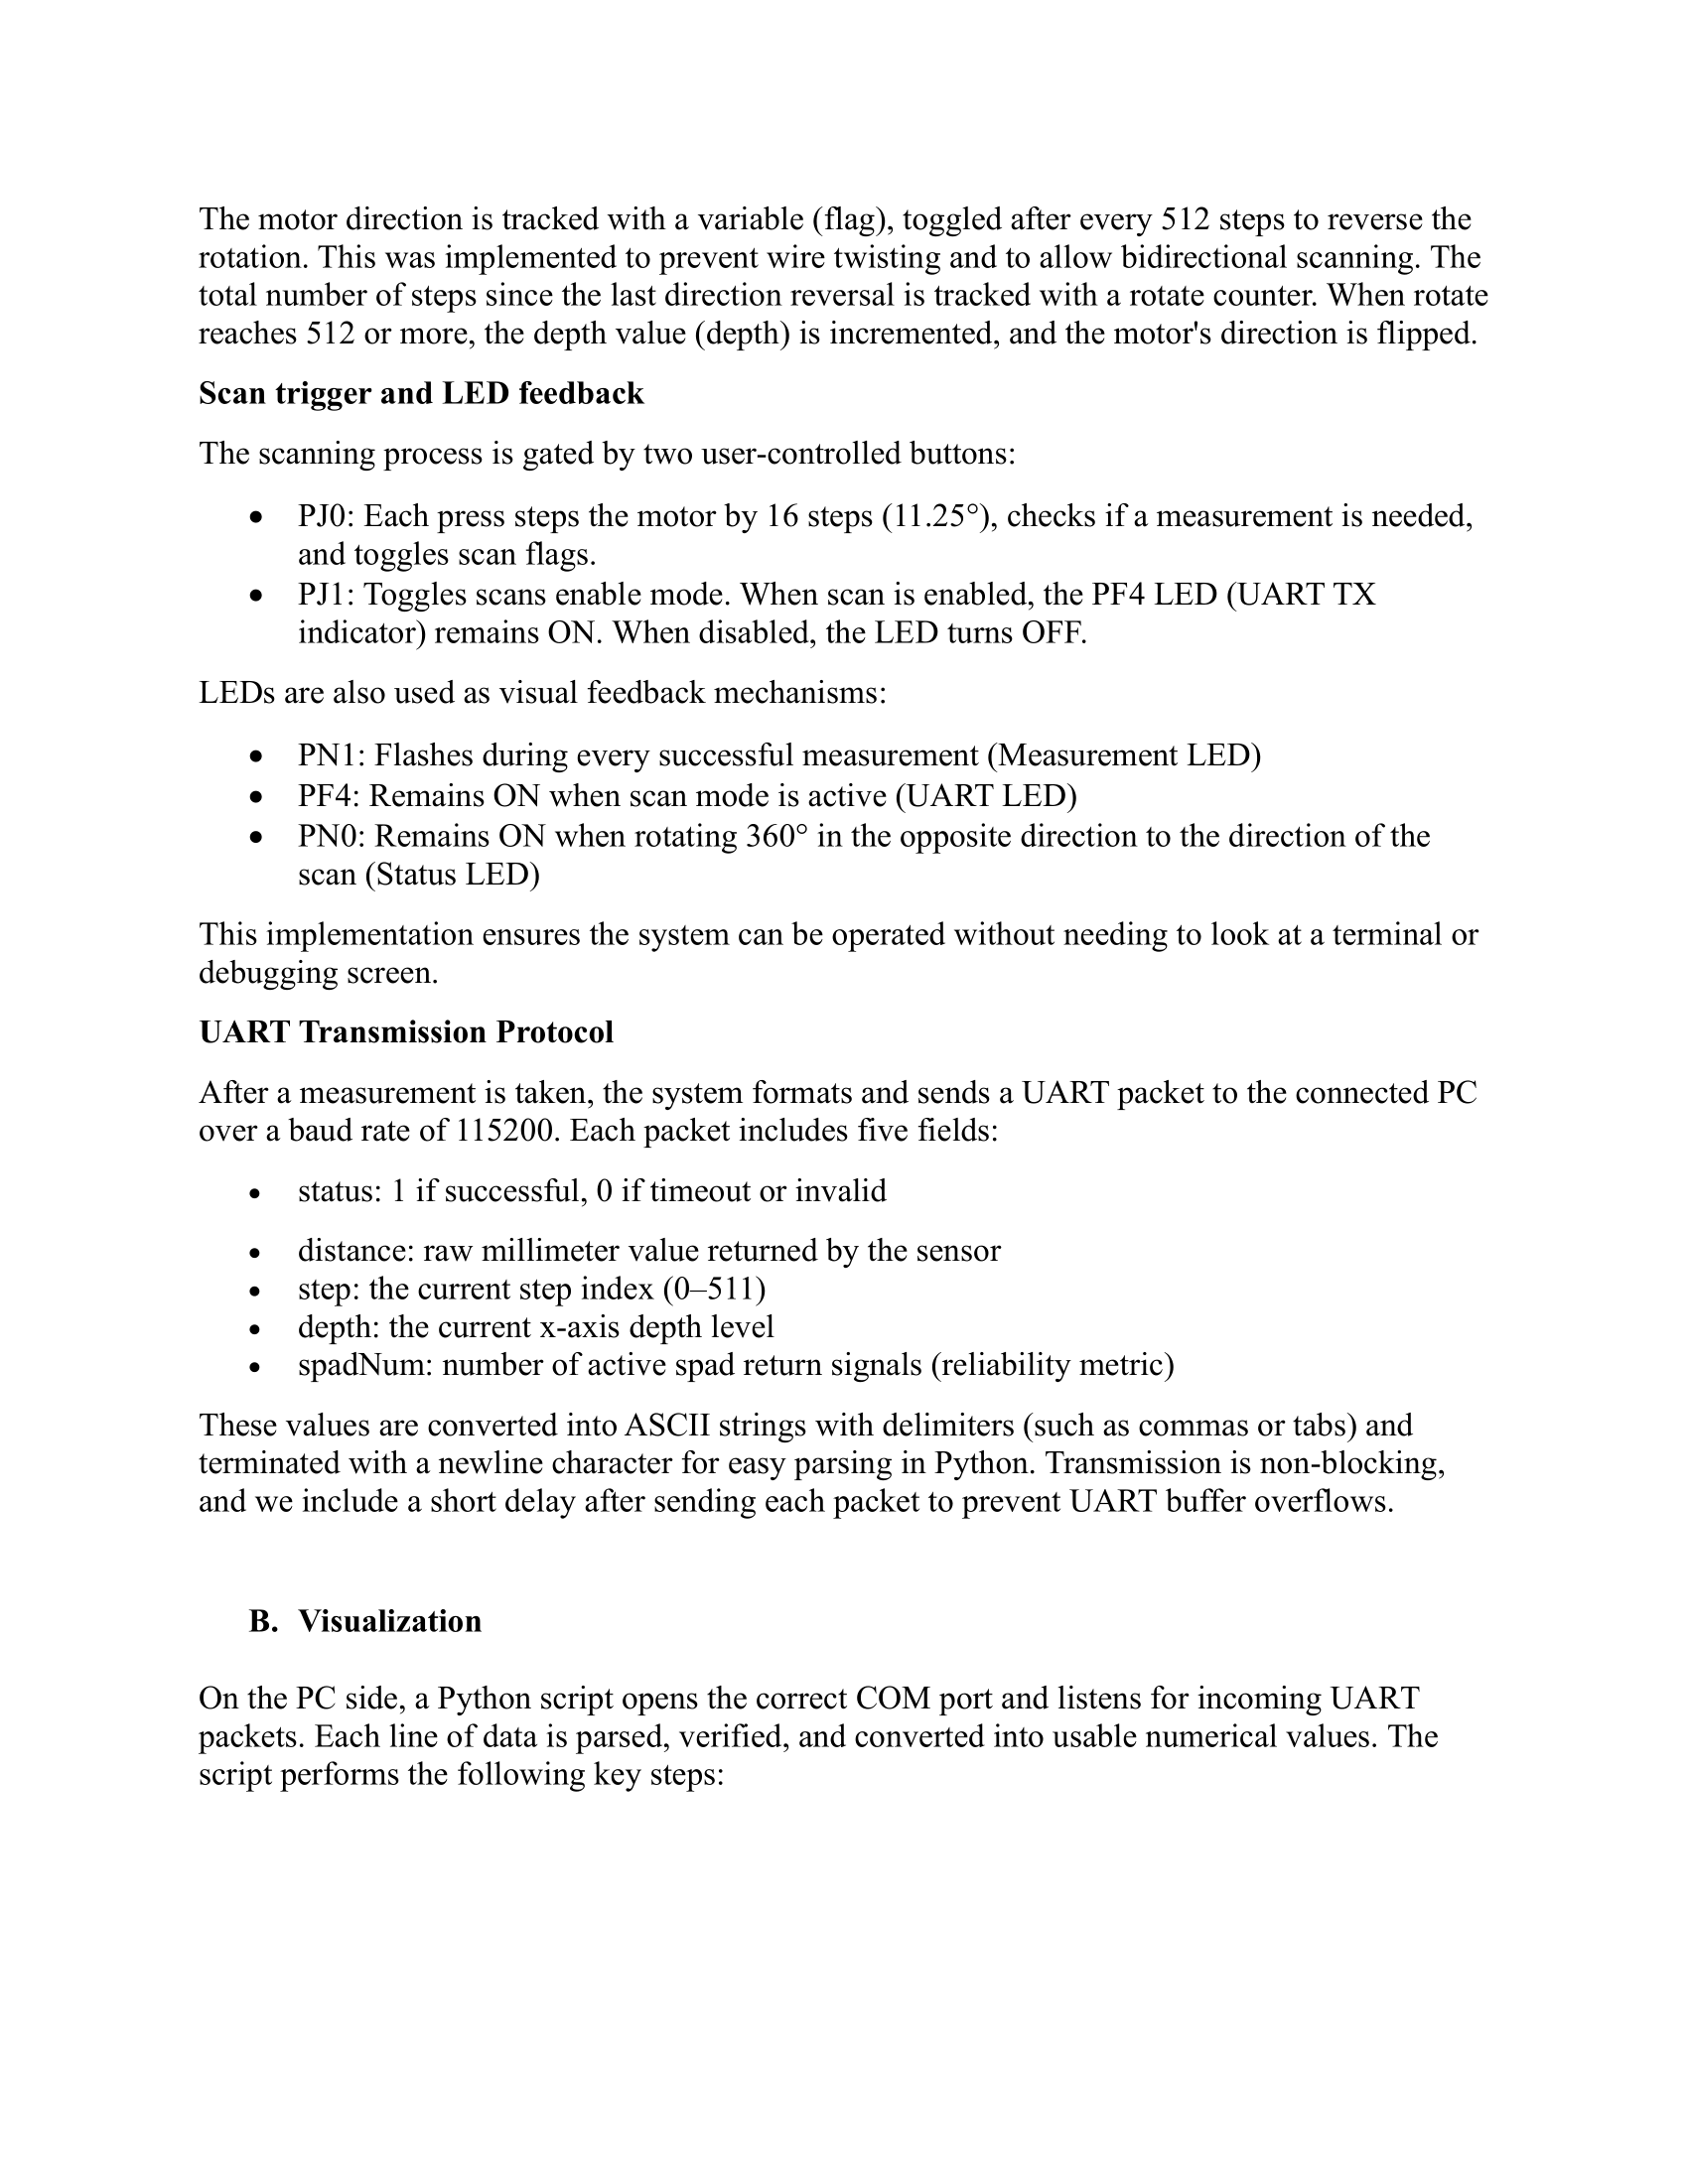 The motor direction is tracked with a variable (flag), toggled after every 512 steps to reverse the
rotation. This was implemented to prevent wire twisting and to allow bidirectional scanning. The
total number of steps since the last direction reversal is tracked with a rotate counter. When rotate
reaches 512 or more, the depth value (depth) is incremented, and the motor's direction is flipped.
Scan trigger and LED feedback
The scanning process is gated by two user-controlled buttons:
• PJ0: Each press steps the motor by 16 steps (11.25°), checks if a measurement is needed,
and toggles scan flags.
• PJ1: Toggles scans enable mode. When scan is enabled, the PF4 LED (UART TX
indicator) remains ON. When disabled, the LED turns OFF.
LEDs are also used as visual feedback mechanisms:
• PN1: Flashes during every successful measurement (Measurement LED)
• PF4: Remains ON when scan mode is active (UART LED)
• PN0: Remains ON when rotating 360° in the opposite direction to the direction of the
scan (Status LED)
This implementation ensures the system can be operated without needing to look at a terminal or
debugging screen.
UART Transmission Protocol
After a measurement is taken, the system formats and sends a UART packet to the connected PC
over a baud rate of 115200. Each packet includes five fields:
• status: 1 if successful, 0 if timeout or invalid
• distance: raw millimeter value returned by the sensor
• step: the current step index (0–511)
• depth: the current x-axis depth level
• spadNum: number of active spad return signals (reliability metric)
These values are converted into ASCII strings with delimiters (such as commas or tabs) and
terminated with a newline character for easy parsing in Python. Transmission is non-blocking,
and we include a short delay after sending each packet to prevent UART buffer overflows.
B. Visualization
On the PC side, a Python script opens the correct COM port and listens for incoming UART
packets. Each line of data is parsed, verified, and converted into usable numerical values. The
script performs the following key steps: